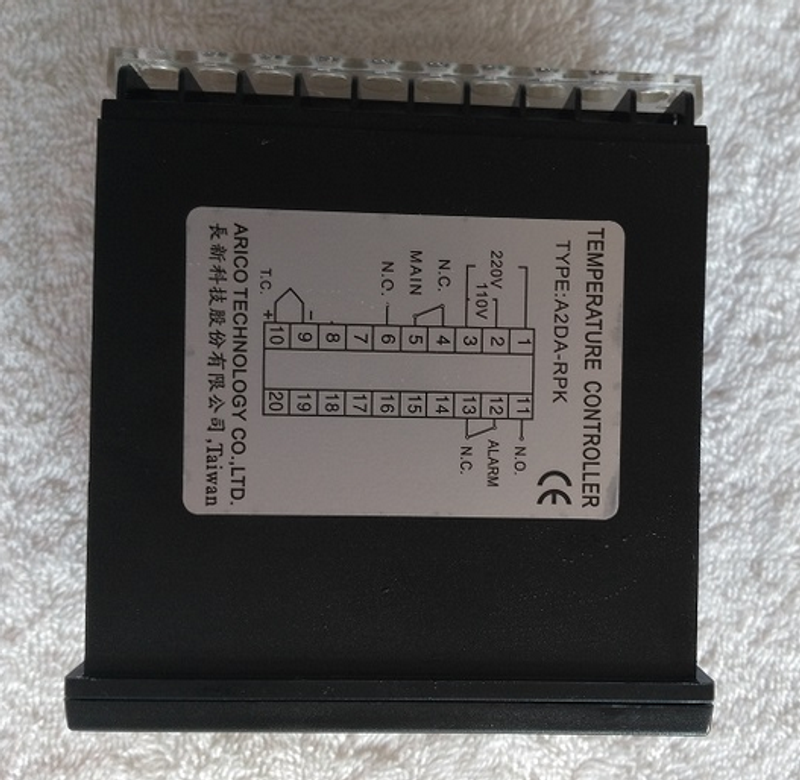 TEMPERATURE CONTROLLER
TYPE:A2DA-RPK
CE
220V
110V
1 11 N.O.
2 12 ALARM
3 13 N.C.
N.C. 4 14
MAIN 5 15
N.O. 6 16
7 17
8 18
- 9 19
T.C. + 10 20
ARICO TECHNOLOGY CO.,LTD.
長新科技股份有限公司,Taiwan